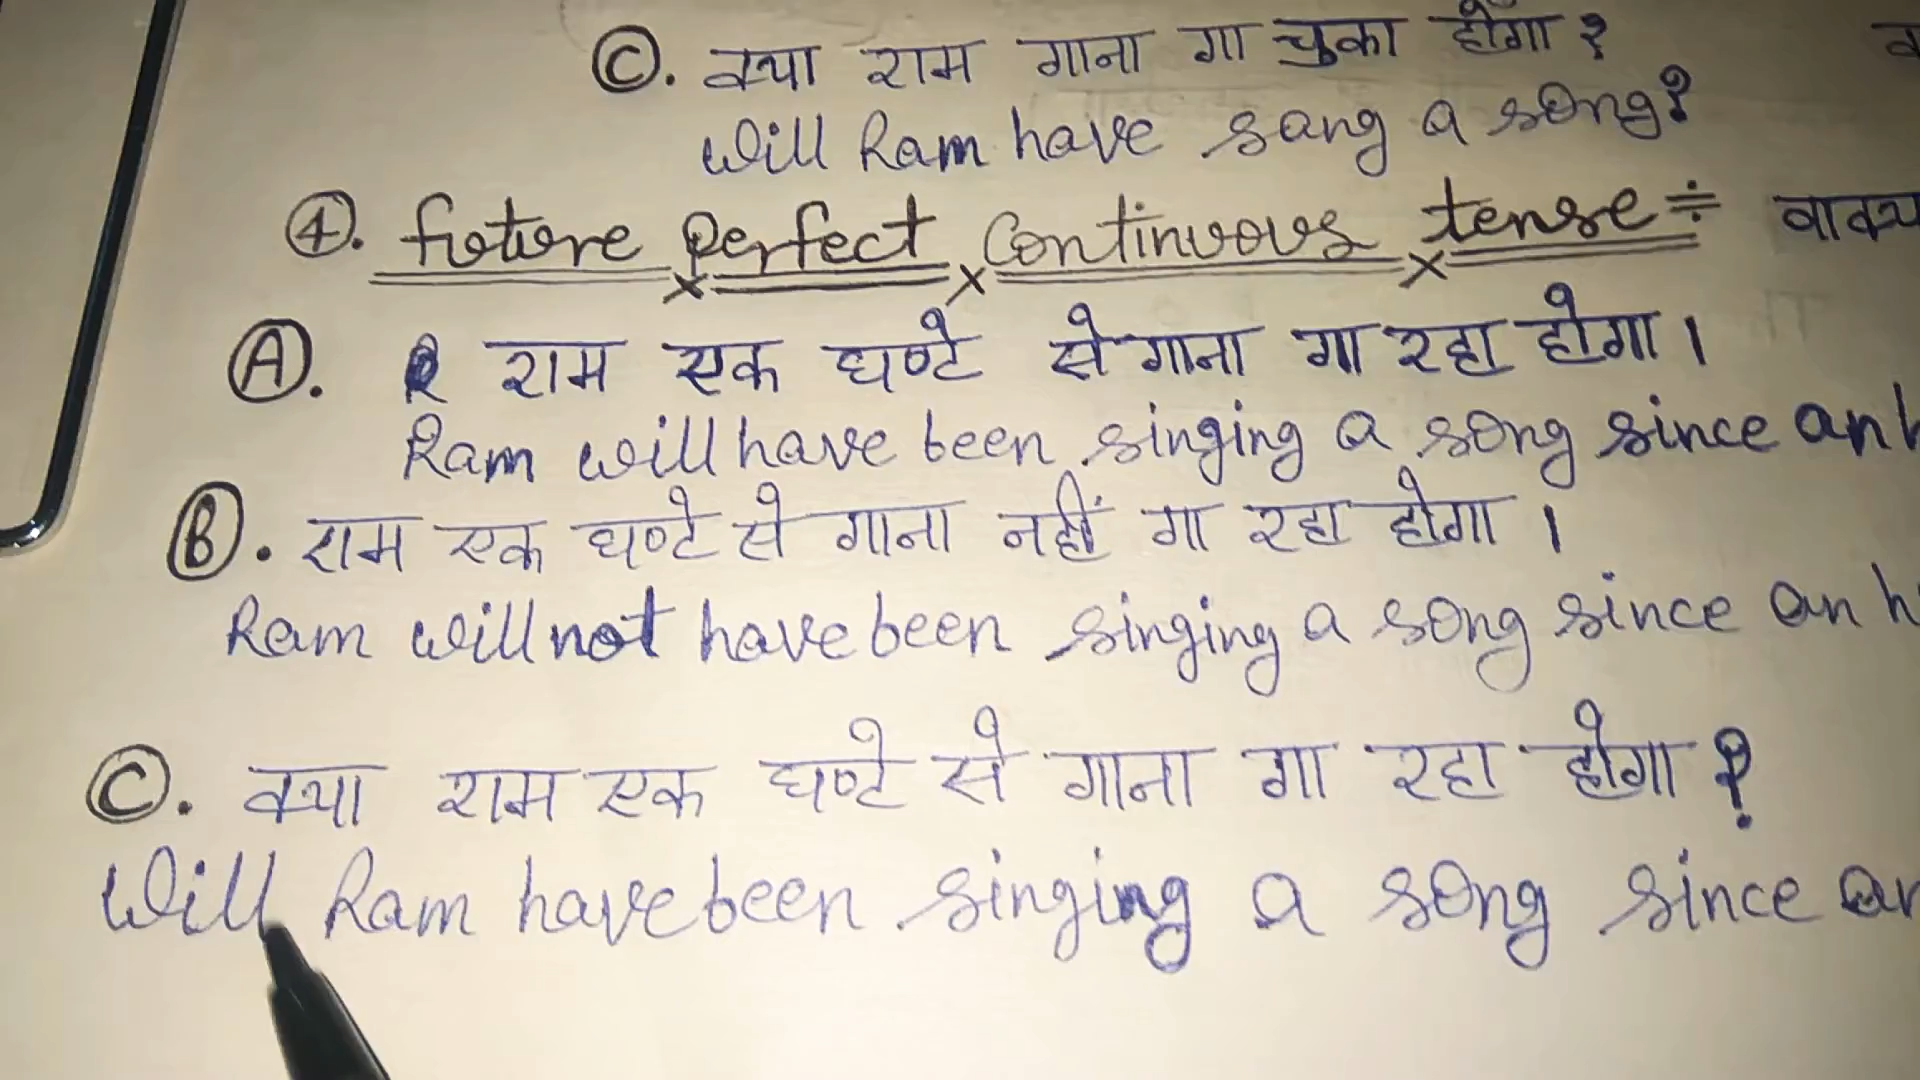 Ⓒ. क्या राम गाना गा चुका होगा ?
will Ram have sang a song?
④. future perfect continuous tense ÷ वाक्य
Ⓐ. राम एक घण्टे से गाना गा रहा होगा ।
Ram will have been singing a song since an h
Ⓑ. राम एक घण्टे से गाना नहीं गा रहा होगा ।
Ram will not have been singing a song since an h
Ⓒ. क्या राम एक घण्टे से गाना गा रहा होगा ?
Will Ram have been singing a song since an